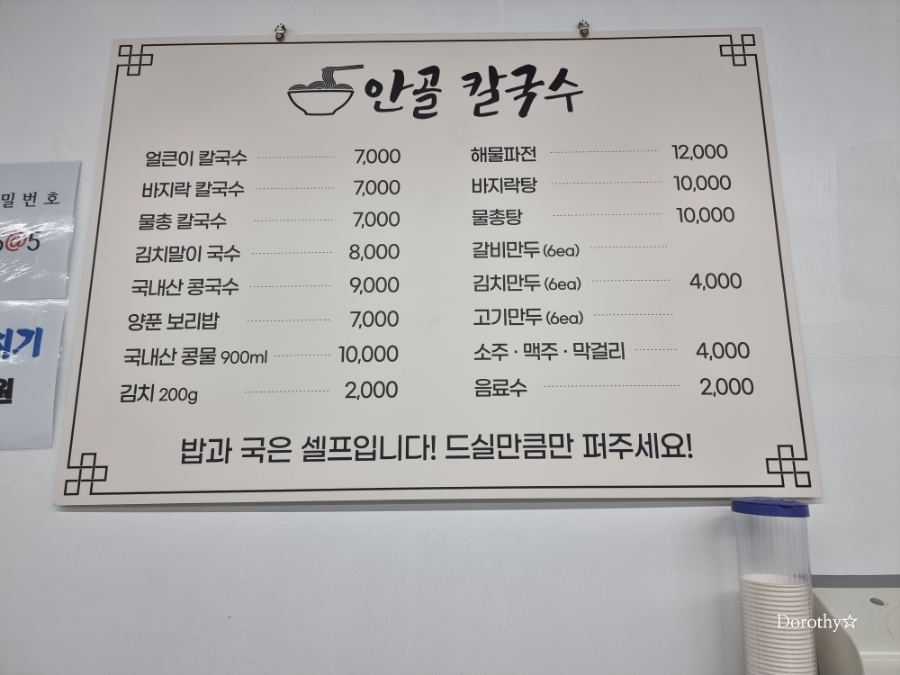 안골 칼국수
얼큰이 칼국수 7,000
바지락 칼국수 7,000
물총 칼국수 7,000
김치말이 국수 8,000
국내산 콩국수 9,000
양푼 보리밥 7,000
국내산 콩물 900ml 10,000
김치 200g 2,000
해물파전 12,000
바지락탕 10,000
물총탕 10,000
갈비만두 (6ea)
김치만두 (6ea) 4,000
고기만두 (6ea)
소주 · 맥주 · 막걸리 4,000
음료수 2,000
밥과 국은 셀프입니다! 드실만큼만 퍼주세요!
밀번호
@5
원
Dorothy☆